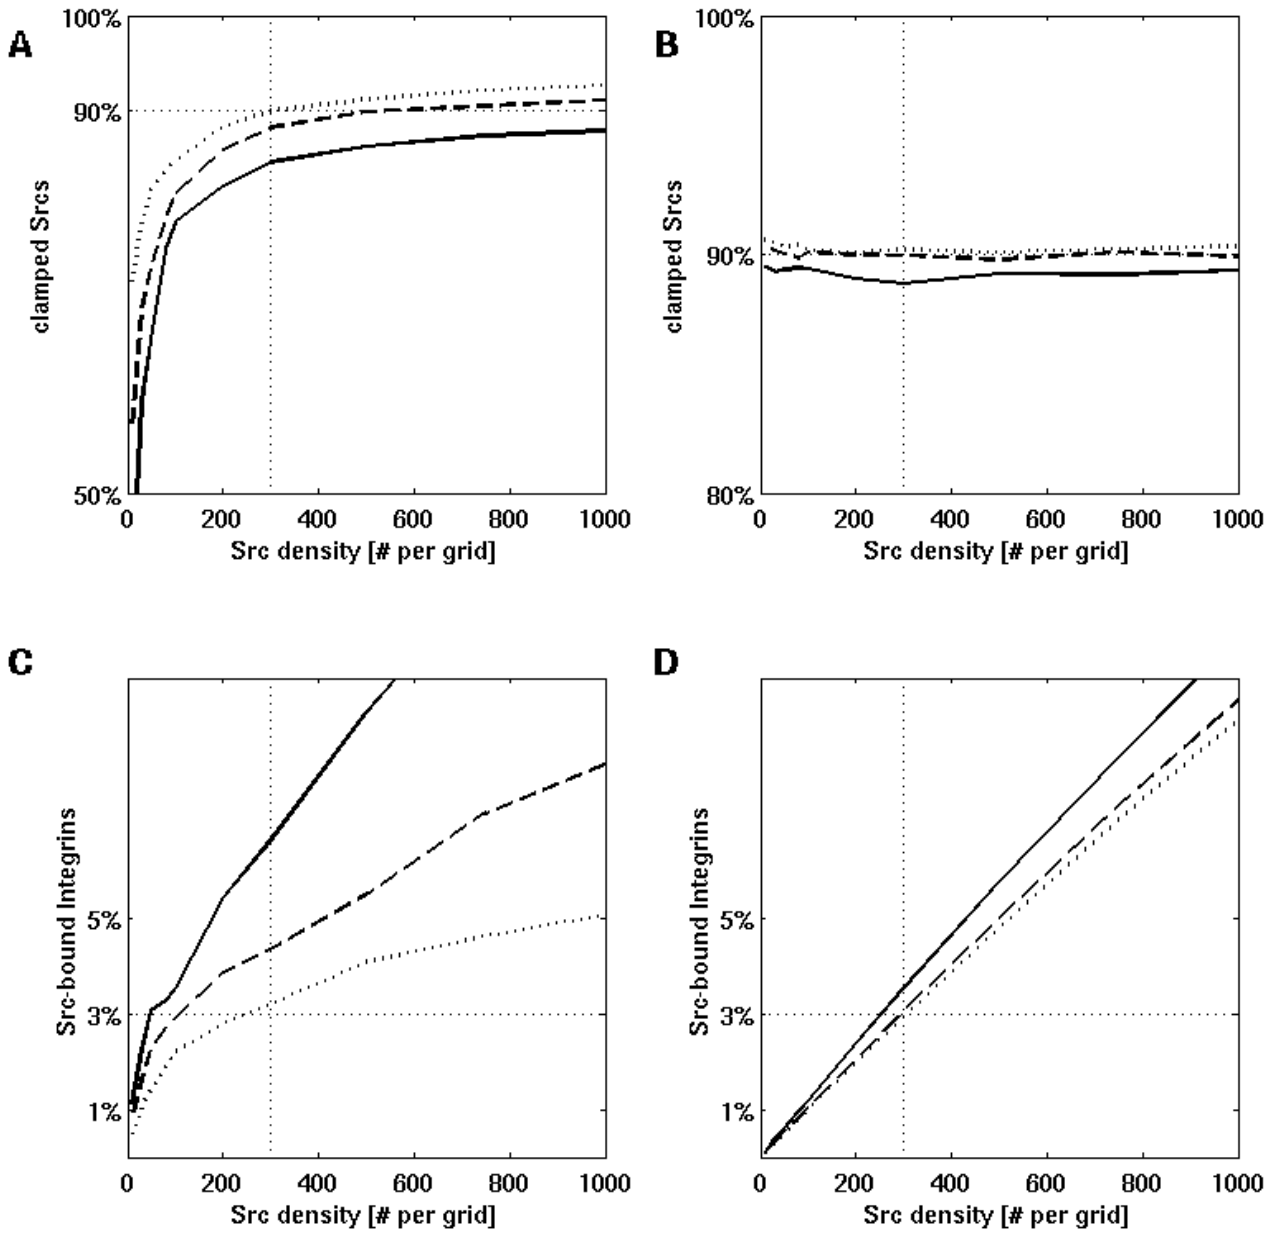 A
100%
90%
50%
clamped Srcs
0 200 400 600 800 1000
Src density [# per grid]
B
100%
90%
80%
clamped Srcs
0 200 400 600 800 1000
Src density [# per grid]
C
5%
3%
1%
Src-bound Integrins
0 200 400 600 800 1000
Src density [# per grid]
D
5%
3%
1%
Src-bound Integrins
0 200 400 600 800 1000
Src density [# per grid]